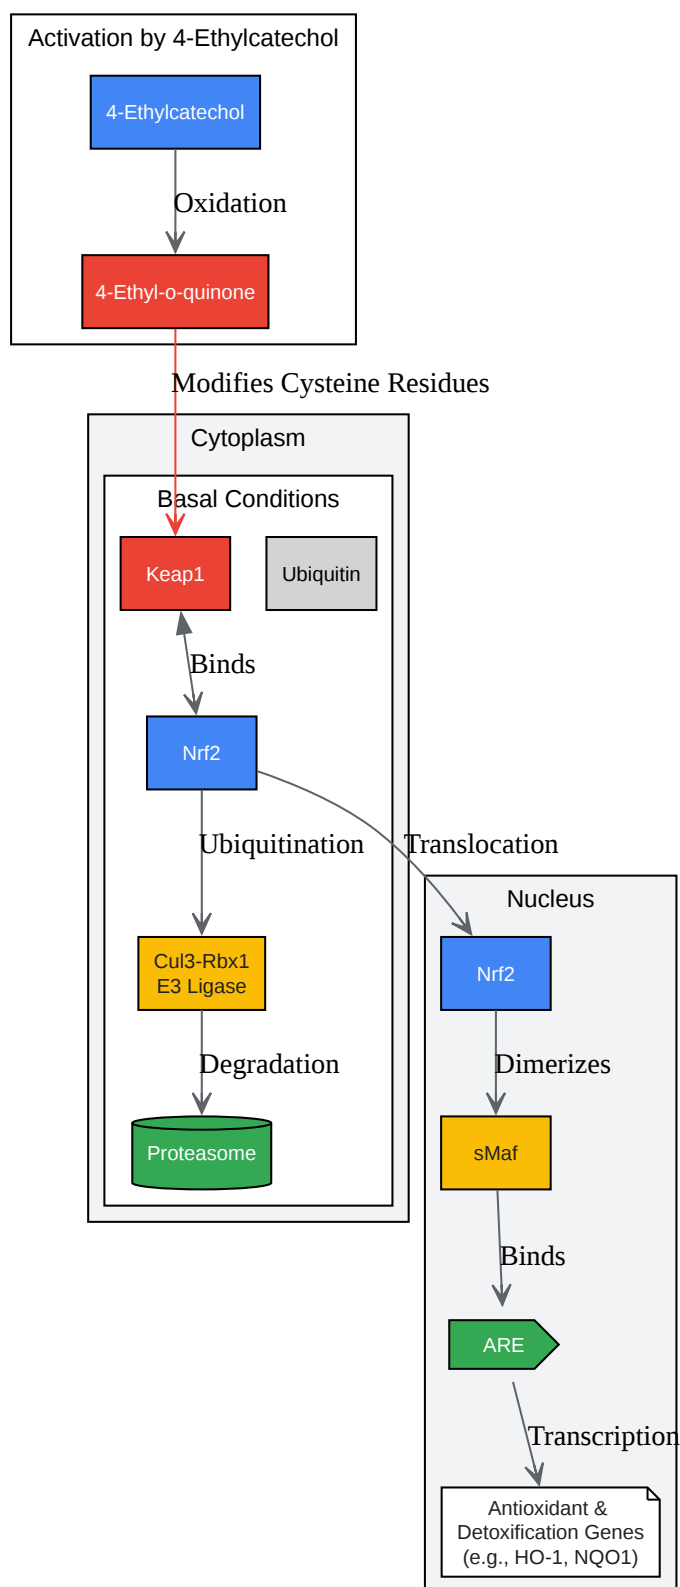 Activation by 4-Ethylcatechol
4-Ethylcatechol
Oxidation
4-Ethyl-o-quinone
Modifies Cysteine Residues
Cytoplasm
Basal Conditions
Keap1
Ubiquitin
Binds
Nrf2
Ubiquitination
Translocation
Nucleus
Cul3-Rbx1
E3 Ligase
Nrf2
Degradation
Dimerizes
Proteasome
sMaf
Binds
ARE
Transcription
Antioxidant &
Detoxification Genes
(e.g., HO-1, NQO1)